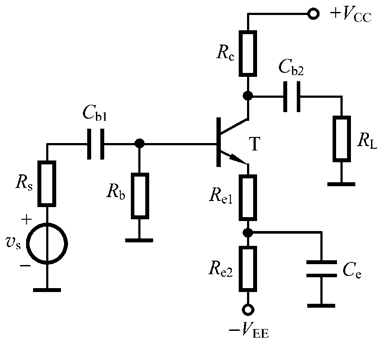 +VCC
Rc
Cb2
Cb1
T
RL
Rs
Rb
Re1
+
vs
−
Re2
Ce
−VEE